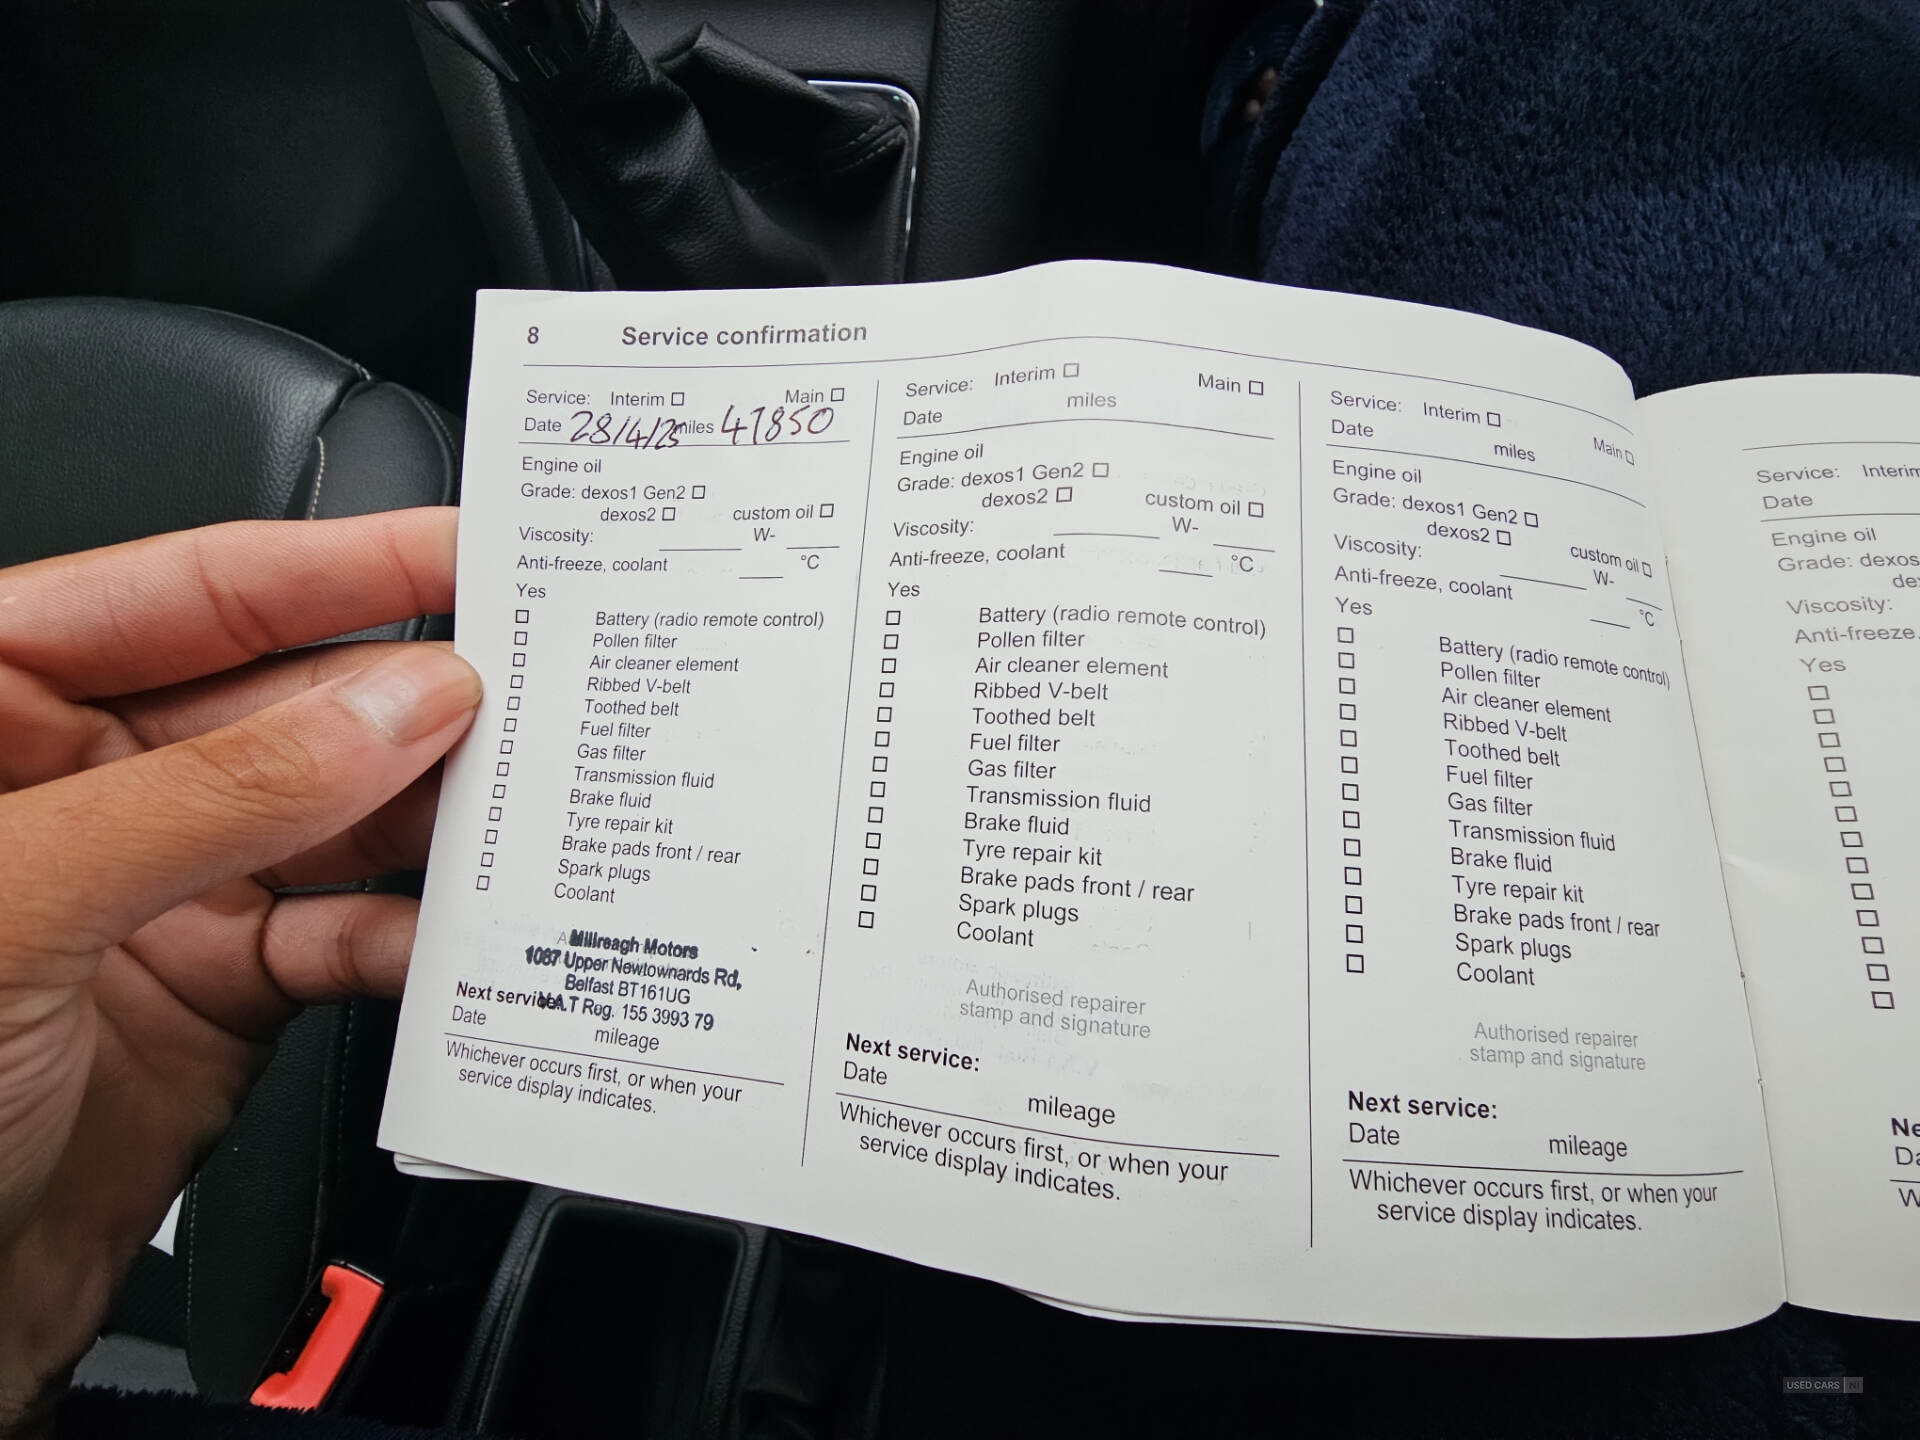 8 Service confirmation
Service: Interim Main
Date 28/4/25 miles 47850
Engine oil
Grade: dexos1 Gen2
dexos2 custom oil
Viscosity: W-
Anti-freeze, coolant °C
Yes
Battery (radio remote control)
Pollen filter
Air cleaner element
Ribbed V-belt
Toothed belt
Fuel filter
Gas filter
Transmission fluid
Brake fluid
Tyre repair kit
Brake pads front / rear
Spark plugs
Coolant
Millreagh Motors
1087 Upper Newtownards Rd,
Belfast BT161UG
V.A.T Reg. 155 3993 79
Next service:
Date mileage
Whichever occurs first, or when your
service display indicates.
Service: Interim Main
Date miles
Engine oil
Grade: dexos1 Gen2
dexos2 custom oil
Viscosity: W-
Anti-freeze, coolant °C
Yes
Battery (radio remote control)
Pollen filter
Air cleaner element
Ribbed V-belt
Toothed belt
Fuel filter
Gas filter
Transmission fluid
Brake fluid
Tyre repair kit
Brake pads front / rear
Spark plugs
Coolant
Authorised repairer
stamp and signature
Next service:
Date mileage
Whichever occurs first, or when your
service display indicates.
Service: Interim Main
Date miles
Engine oil
Grade: dexos1 Gen2
dexos2 custom oil
Viscosity: W-
Anti-freeze, coolant °C
Yes
Battery (radio remote control)
Pollen filter
Air cleaner element
Ribbed V-belt
Toothed belt
Fuel filter
Gas filter
Transmission fluid
Brake fluid
Tyre repair kit
Brake pads front / rear
Spark plugs
Coolant
Authorised repairer
stamp and signature
Next service:
Date mileage
Whichever occurs first, or when your
service display indicates.
Service: Interim
Date
Engine oil
Grade: dexos
Viscosity:
Anti-freeze,
Yes
USED CARS NI